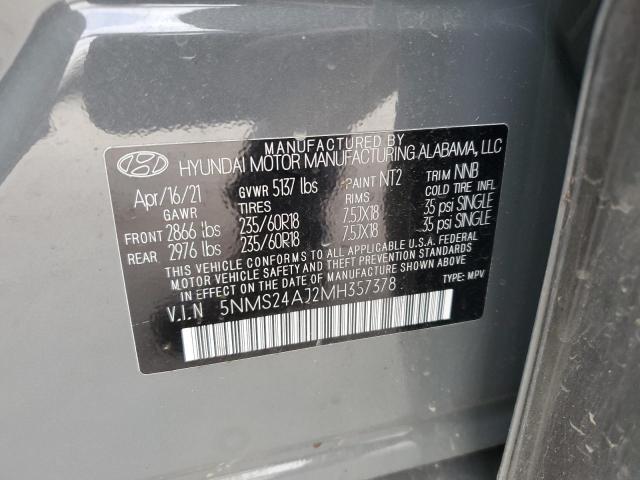 MANUFACTURED BY
HYUNDAI MOTOR MANUFACTURING ALABAMA, LLC
Apr/16/21 GVWR 5137 lbs PAINT NT2 TRIM NNB
GAWR TIRES RIMS COLD TIRE INFL
FRONT 2866 lbs 235/60R18 7.5JX18 35 psi SINGLE
REAR 2976 lbs 235/60R18 7.5JX18 35 psi SINGLE
THIS VEHICLE CONFORMS TO ALL APPLICABLE U.S.A. FEDERAL
MOTOR VEHICLE SAFETY AND THEFT PREVENTION STANDARDS
IN EFFECT ON THE DATE OF MANUFACTURE SHOWN ABOVE.
V.I.N 5NMS24AJ2MH357378 TYPE: MPV